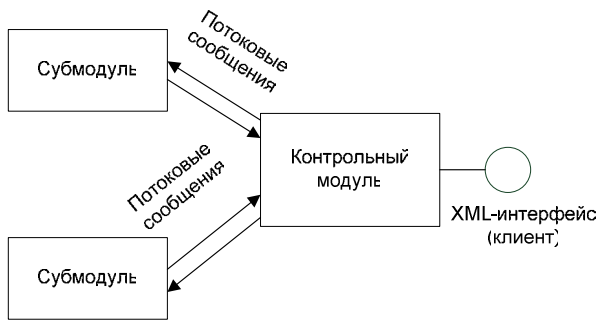 Потоковые
сообщения
Субмодуль
Контрольный
модуль
Потоковые
сообщения
XML-интерфейс
(клиент)
Субмодуль